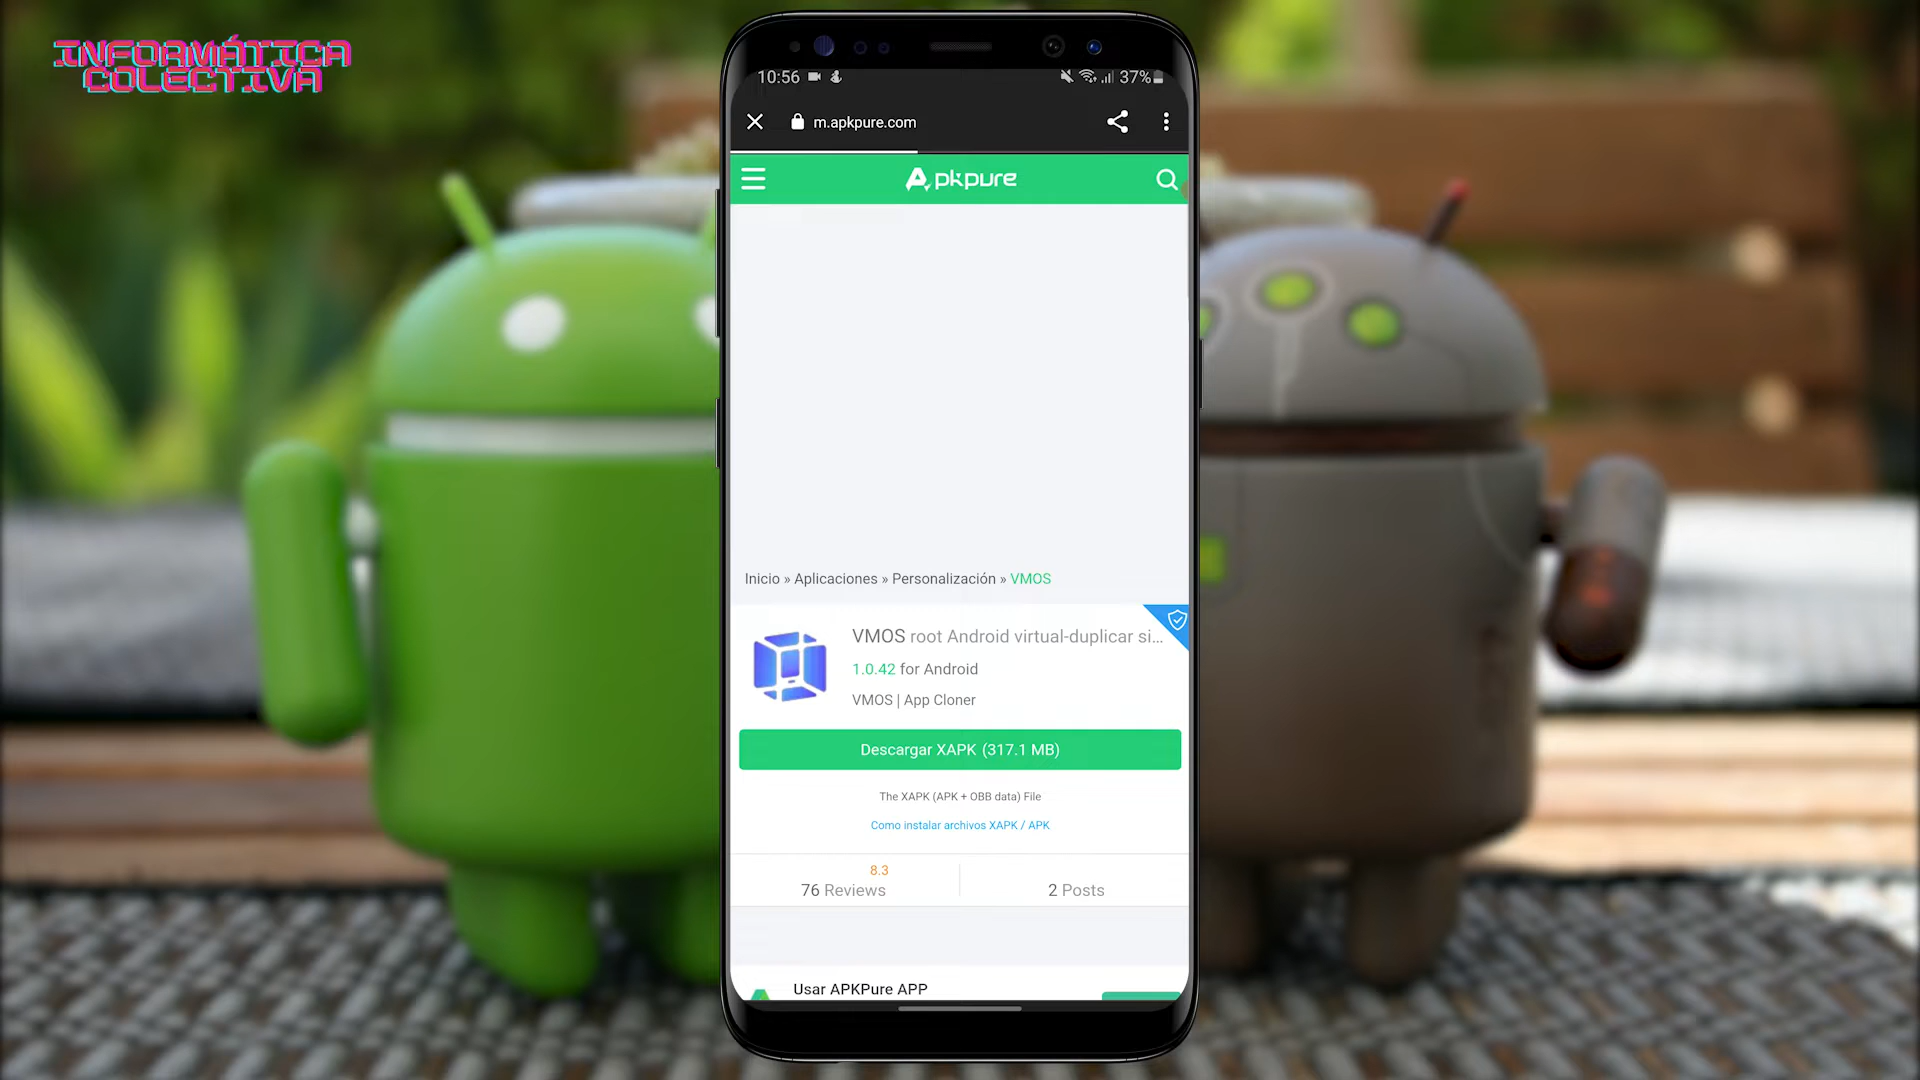 INFORMÁTICA
COLECTIVA
10:56
37%
m.apkpure.com
Apkpure
Inicio » Aplicaciones » Personalización » VMOS
VMOS root Android virtual-duplicar si...
1.0.42 for Android
VMOS | App Cloner
Descargar XAPK (317.1 MB)
The XAPK (APK + OBB data) File
Como instalar archivos XAPK / APK
8.3
76 Reviews
2 Posts
Usar APKPure APP